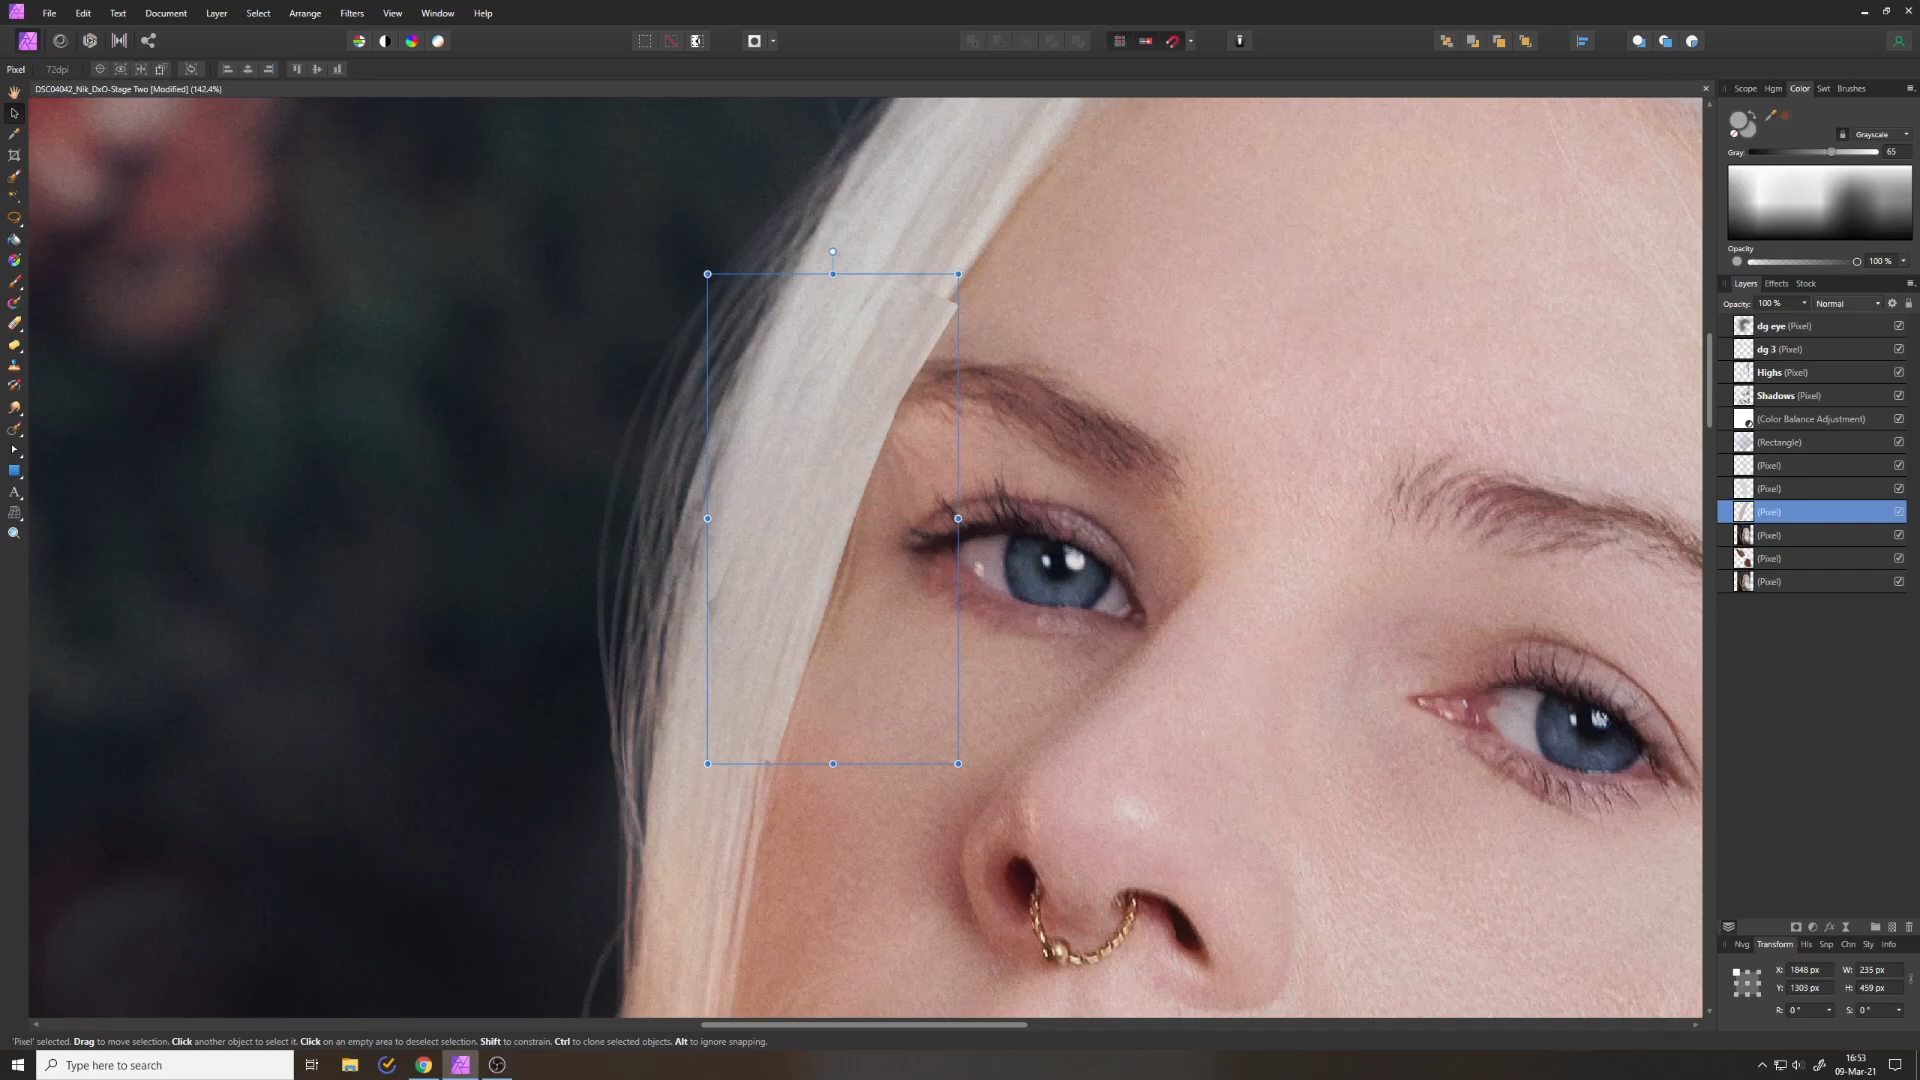 File Edit Text Document Layer Select Arrange Filters View Window Help
Pixel 72dpi
DSC04042_Nik_DxO-Stage Two [Modified] (142.4%)
Scope Hgm Color Swt Brushes
Grayscale
Gray: 65
Opacity
100 %
Layers Effects Stock
Opacity: 100 % Normal
dg eye (Pixel)
dg 3 (Pixel)
Highs (Pixel)
Shadows (Pixel)
(Color Balance Adjustment)
(Rectangle)
(Pixel)
(Pixel)
(Pixel)
(Pixel)
(Pixel)
(Pixel)
Nvg Transform His Snp Chn Sty Info
X: 1848 px W: 235 px
Y: 1303 px H: 459 px
R: 0 ° S: 0 °
'Pixel' selected. Drag to move selection. Click another object to select it. Click on an empty area to deselect selection. Shift to constrain. Ctrl to clone selected objects. Alt to ignore snapping.
Type here to search
16:53
09-Mar-21